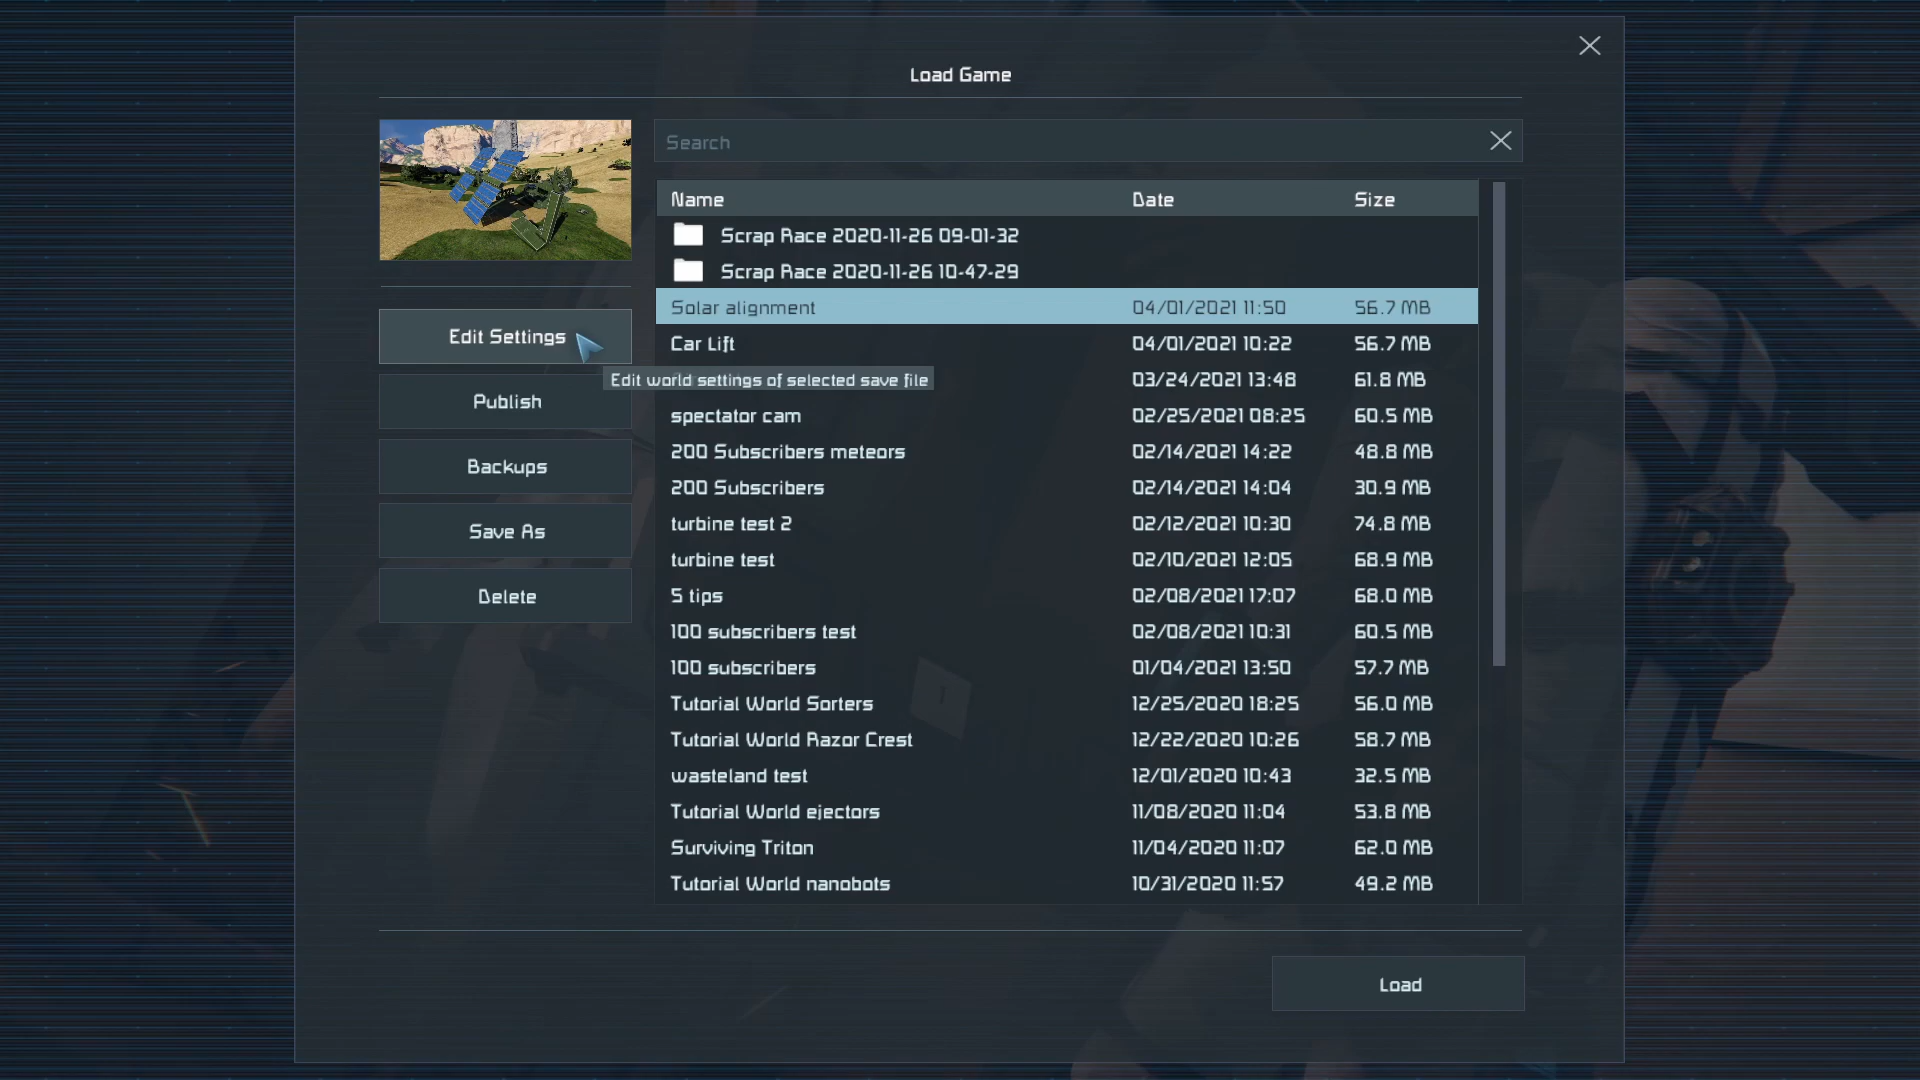 Load Game
Search
Name Date Size
Scrap Race 2020-11-26 09-01-32
Scrap Race 2020-11-26 10-47-29
Solar alignment 04/01/2021 11:50 56.7 MB
Edit Settings
Car Lift 04/01/2021 10:22 56.7 MB
Edit world settings of selected save file
03/24/2021 13:48 61.8 MB
Publish
spectator cam 02/25/2021 08:25 60.5 MB
200 Subscribers meteors 02/14/2021 14:22 48.8 MB
Backups
200 Subscribers 02/14/2021 14:04 30.9 MB
turbine test 2 02/12/2021 10:30 74.8 MB
Save As
turbine test 02/10/2021 12:05 68.9 MB
5 tips 02/08/2021 17:07 68.0 MB
Delete
100 subscribers test 02/08/2021 10:31 60.5 MB
100 subscribers 01/04/2021 13:50 57.7 MB
Tutorial World Sorters 12/25/2020 18:25 56.0 MB
Tutorial World Razor Crest 12/22/2020 10:26 58.7 MB
wasteland test 12/01/2020 10:43 32.5 MB
Tutorial World ejectors 11/08/2020 11:04 53.8 MB
Surviving Triton 11/04/2020 11:07 62.0 MB
Tutorial World nanobots 10/31/2020 11:57 49.2 MB
Load